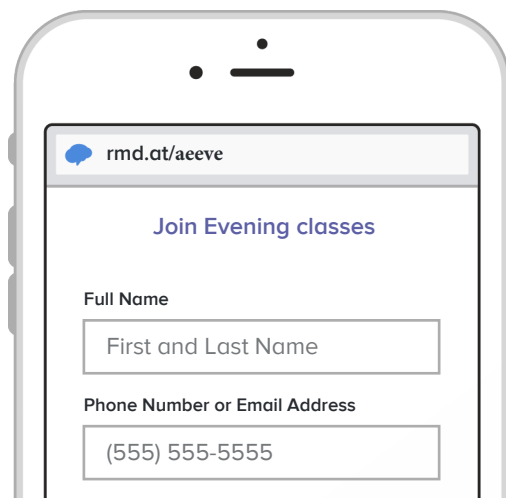 rmd.at/aeeve
Join Evening classes
Full Name
First and Last Name
Phone Number or Email Address
(555) 555-5555